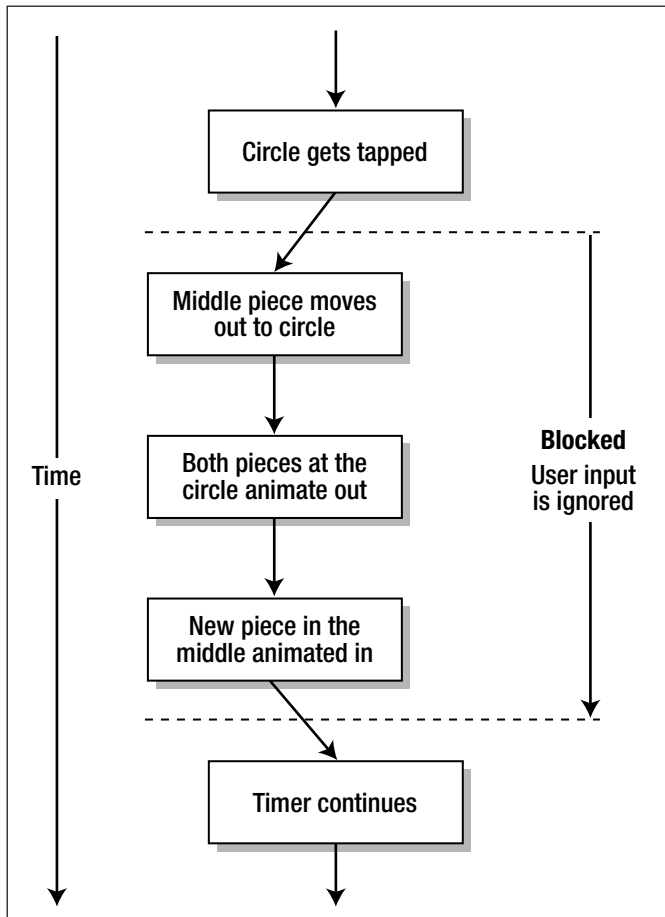 Circle gets tapped
Middle piece moves
out to circle
Both pieces at the
circle animate out
New piece in the
middle animated in
Timer continues
Time
Blocked
User input
is ignored